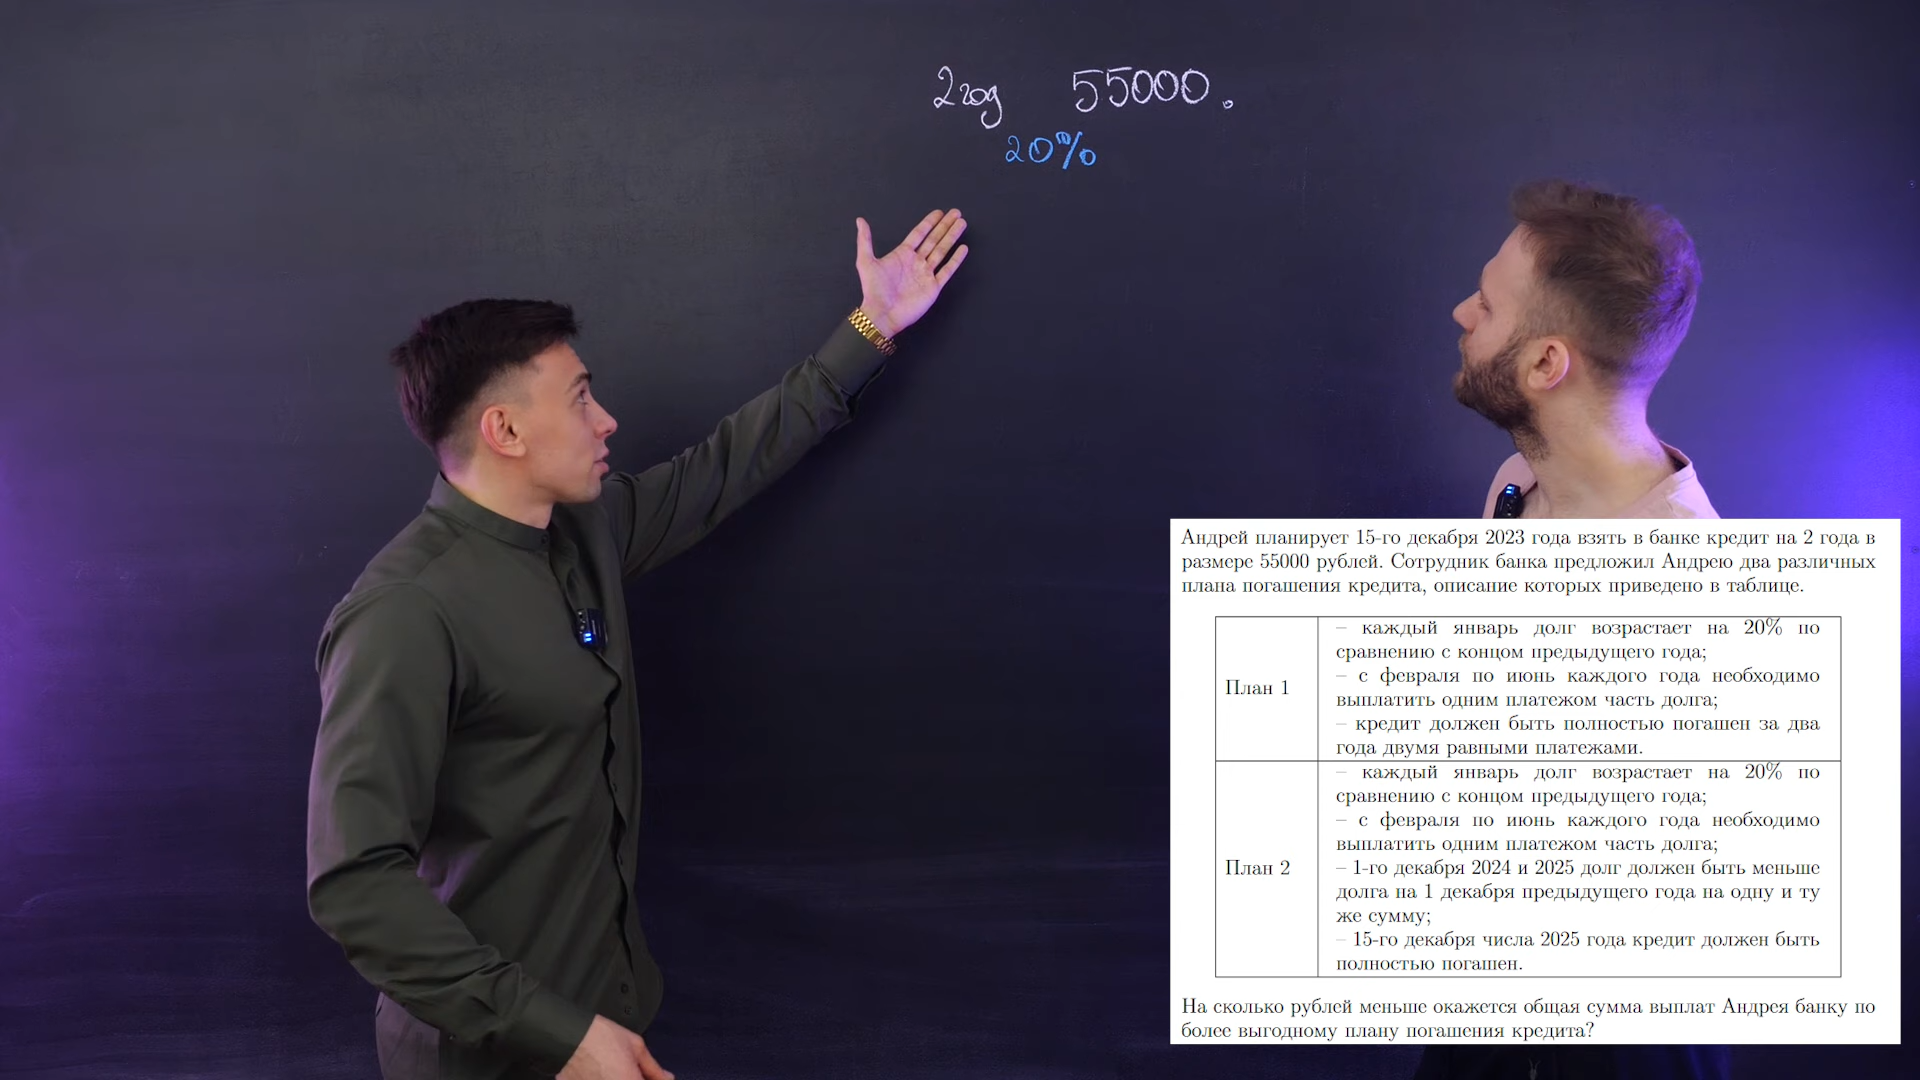 2 год 55000.
20%
Андрей планирует 15-го декабря 2023 года взять в банке кредит на 2 года в
размере 55000 рублей. Сотрудник банка предложил Андрею два различных
плана погашения кредита, описание которых приведено в таблице.
План 1
– каждый январь долг возрастает на 20% по
сравнению с концом предыдущего года;
– с февраля по июнь каждого года необходимо
выплатить одним платежом часть долга;
– кредит должен быть полностью погашен за два
года двумя равными платежами.
План 2
– каждый январь долг возрастает на 20% по
сравнению с концом предыдущего года;
– с февраля по июнь каждого года необходимо
выплатить одним платежом часть долга;
– 1-го декабря 2024 и 2025 долг должен быть меньше
долга на 1 декабря предыдущего года на одну и ту
же сумму;
– 15-го декабря числа 2025 года кредит должен быть
полностью погашен.
На сколько рублей меньше окажется общая сумма выплат Андрея банку по
более выгодному плану погашения кредита?